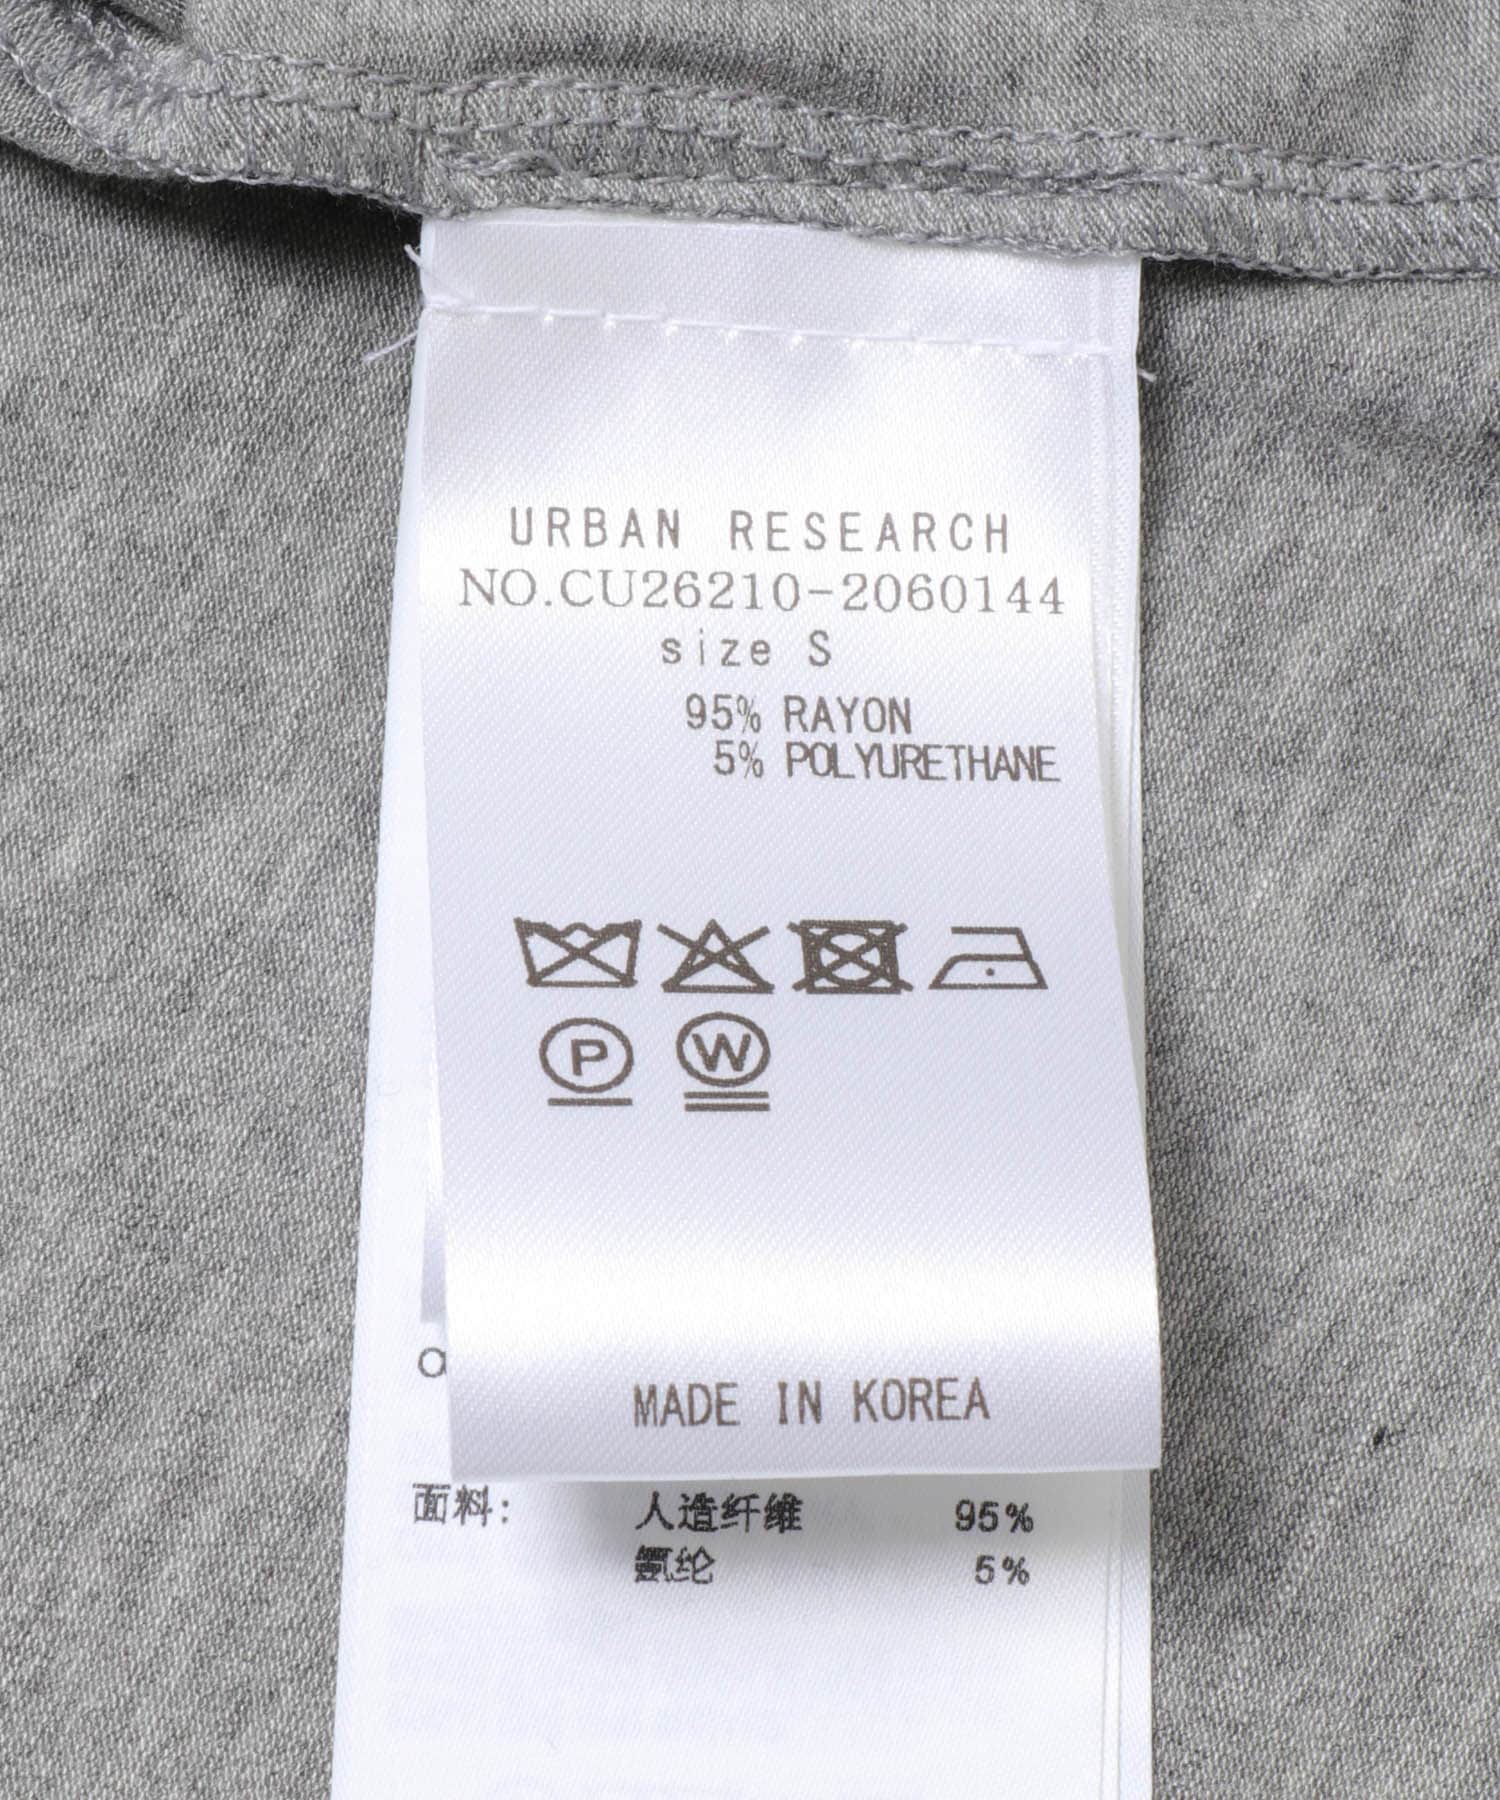 URBAN RESEARCH
NO.CU26210-2060144
size S
95% RAYON
5% POLYURETHANE
P W
MADE IN KOREA
面料: 人造纤维 95%
氨纶 5%